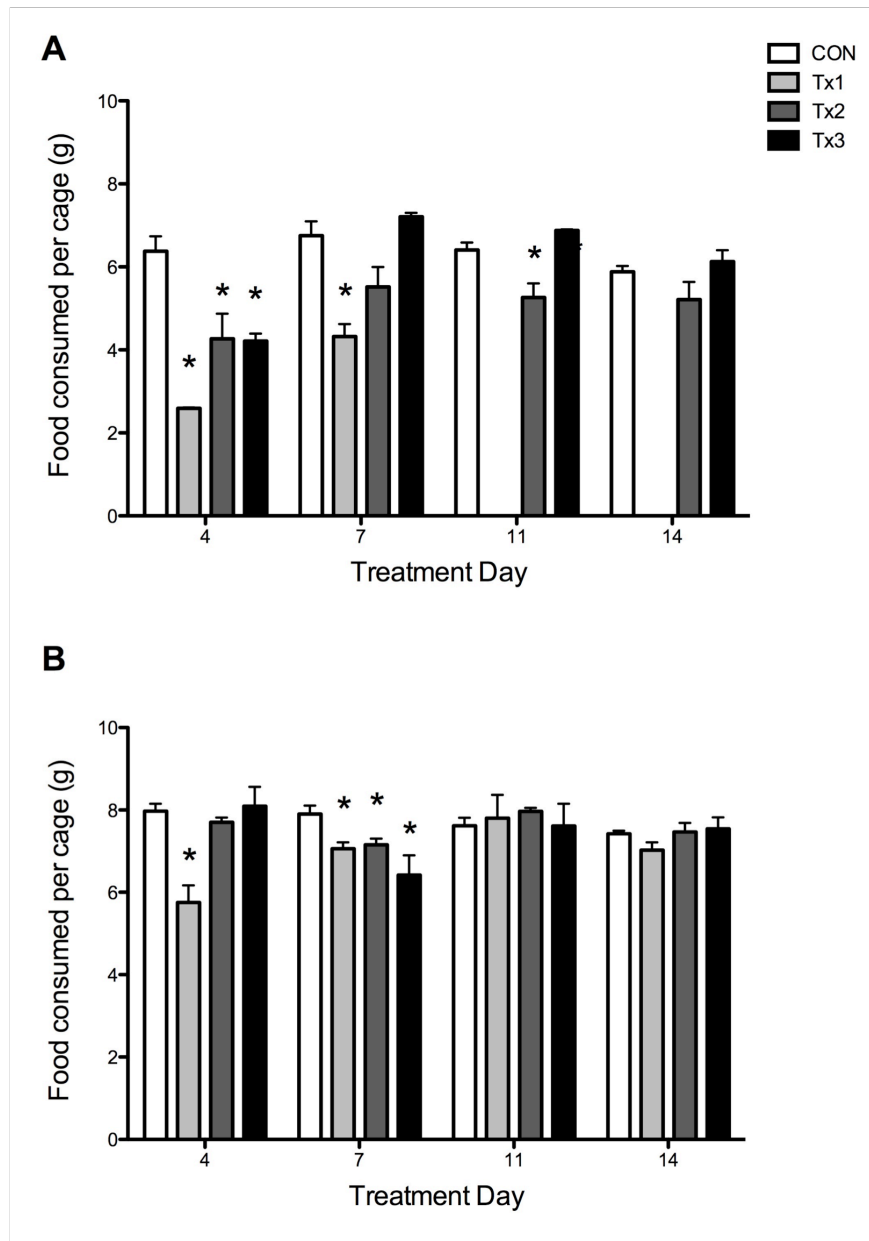 A
CON
Tx1
Tx2
Tx3
Food consumed per cage (g)
10
8
6
4
2
0
* * * * *
4 7 11 14
Treatment Day
B
Food consumed per cage (g)
10
8
6
4
2
0
* * * *
4 7 11 14
Treatment Day